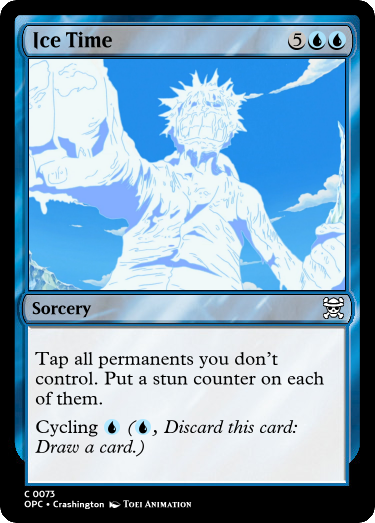 Ice Time 5
Sorcery
Tap all permanents you don't
control. Put a stun counter on each
of them.
Cycling (, Discard this card:
Draw a card.)
C 0073
OPC • Crashington TOEI ANIMATION